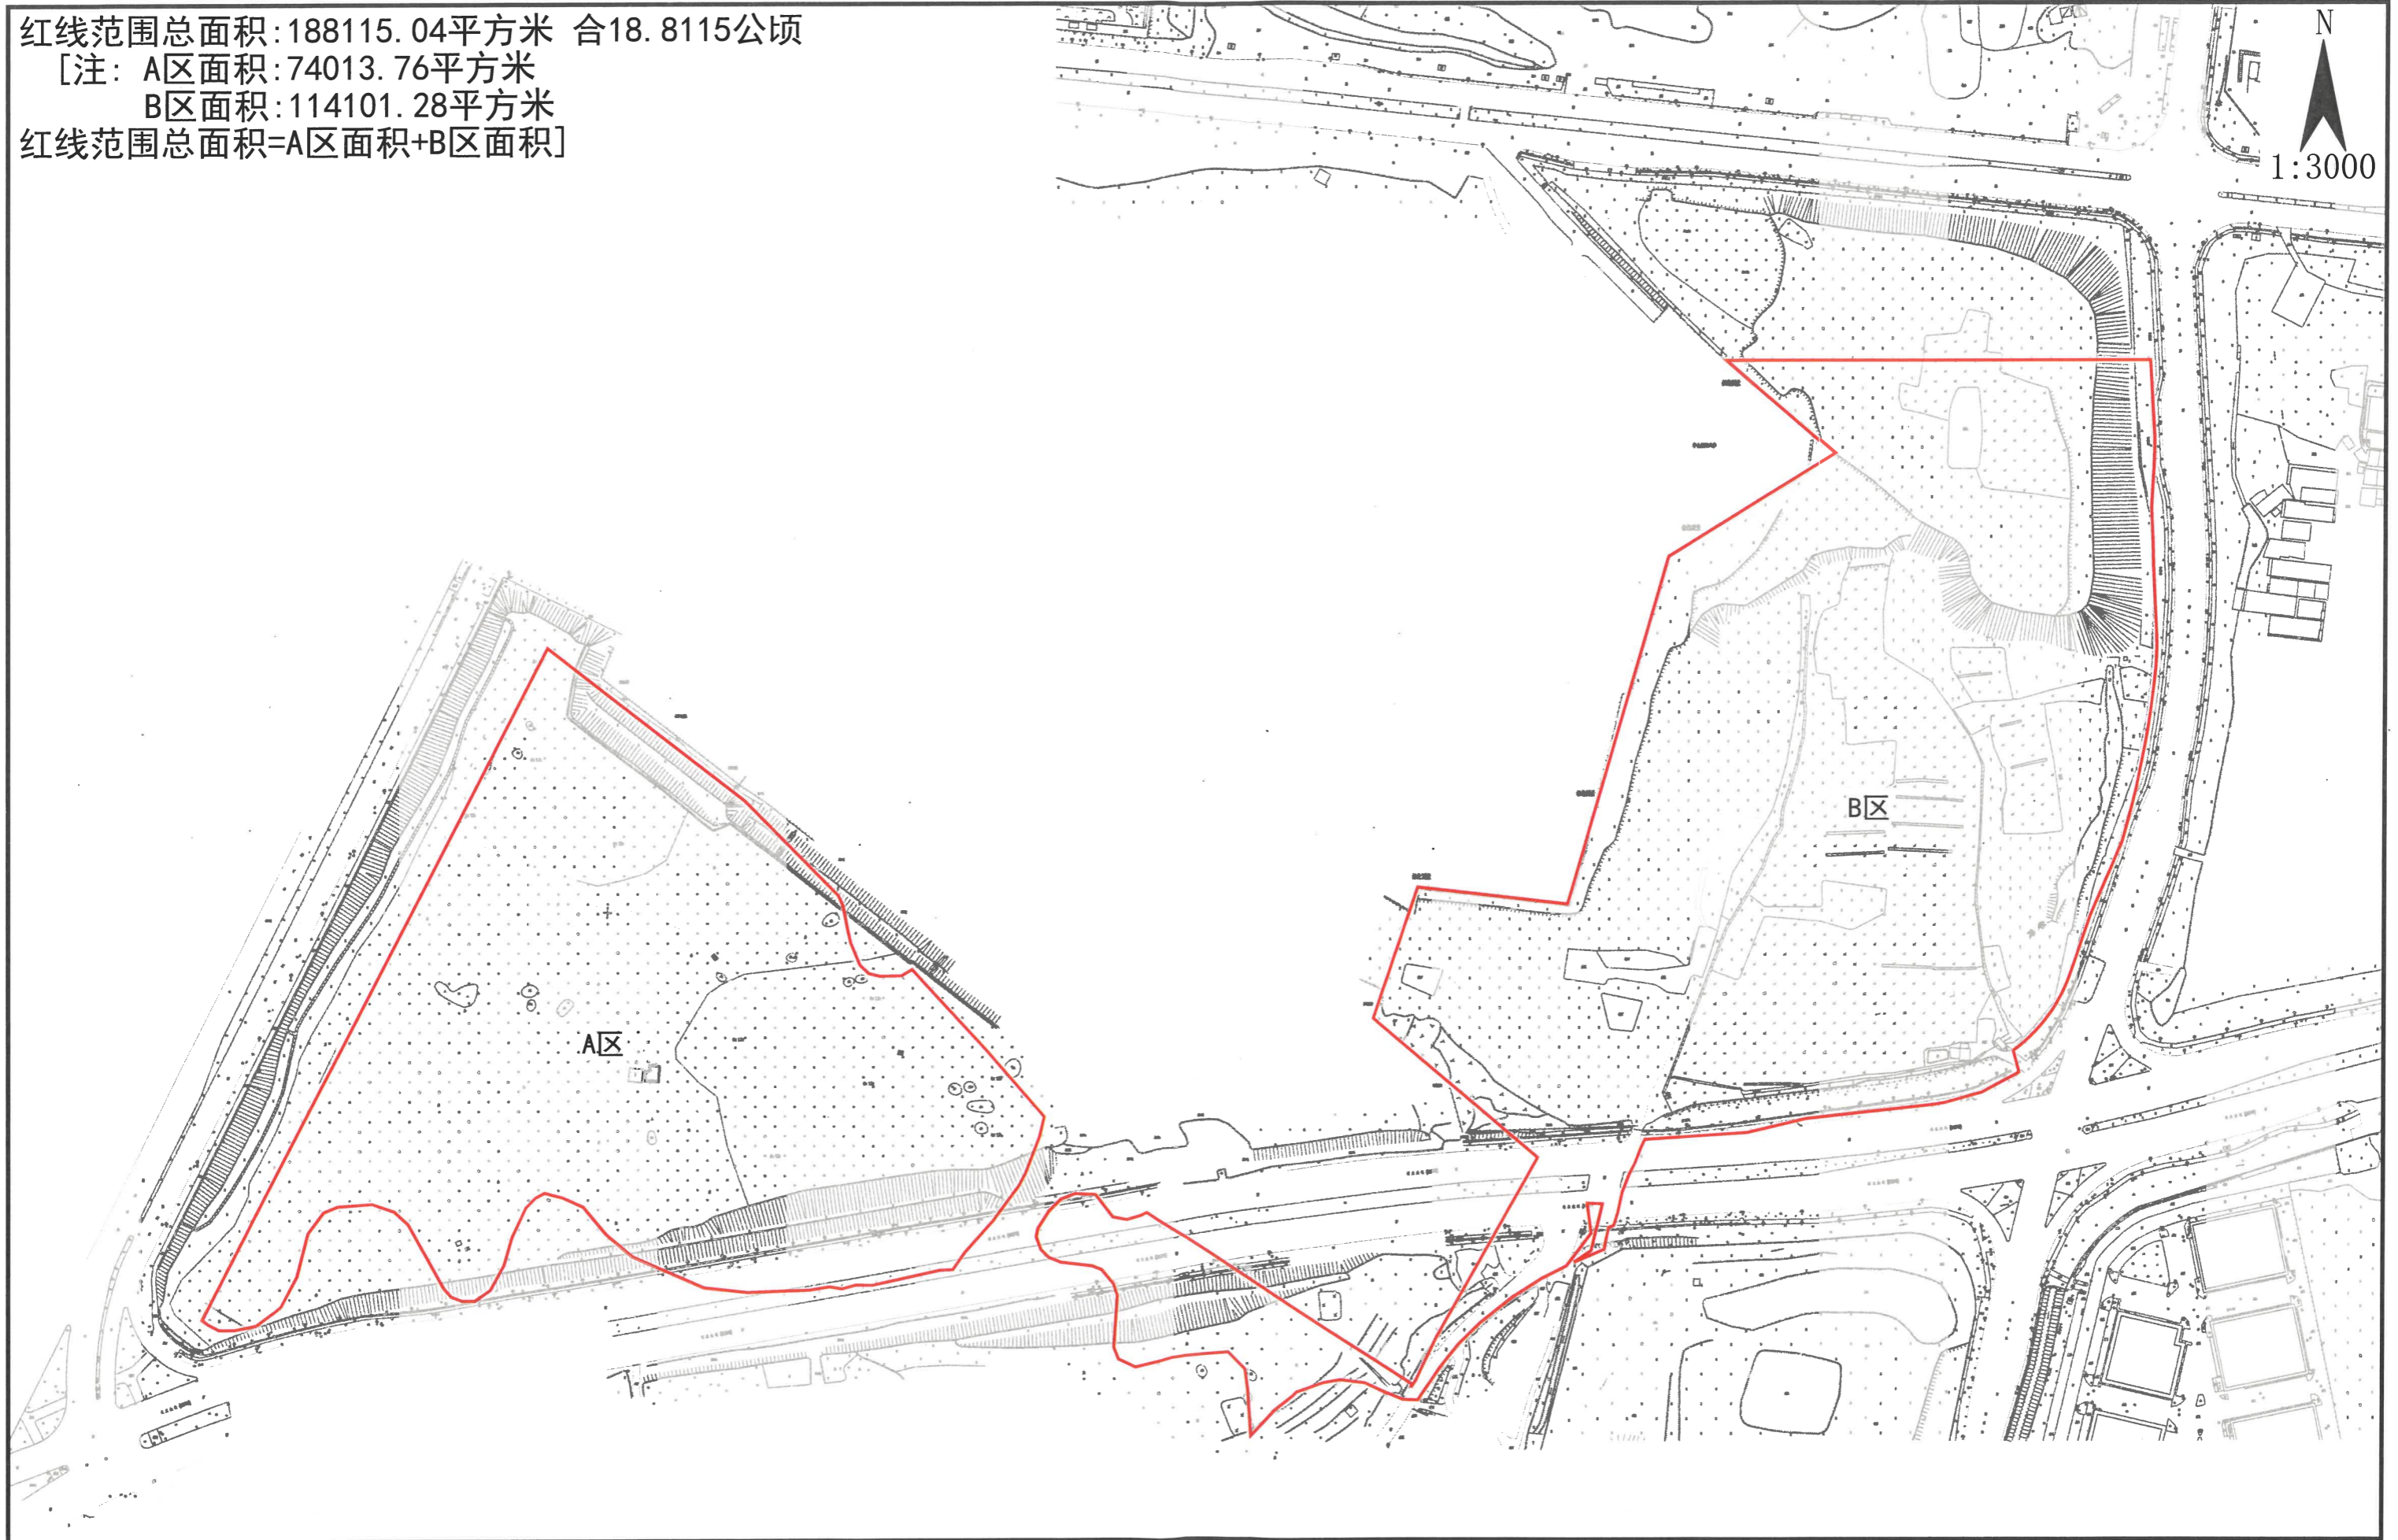 红线范围总面积:188115.04平方米 合18.8115公顷
[注: A区面积:74013.76平方米
B区面积:114101.28平方米
红线范围总面积=A区面积+B区面积]
N
1:3000
B区
A区